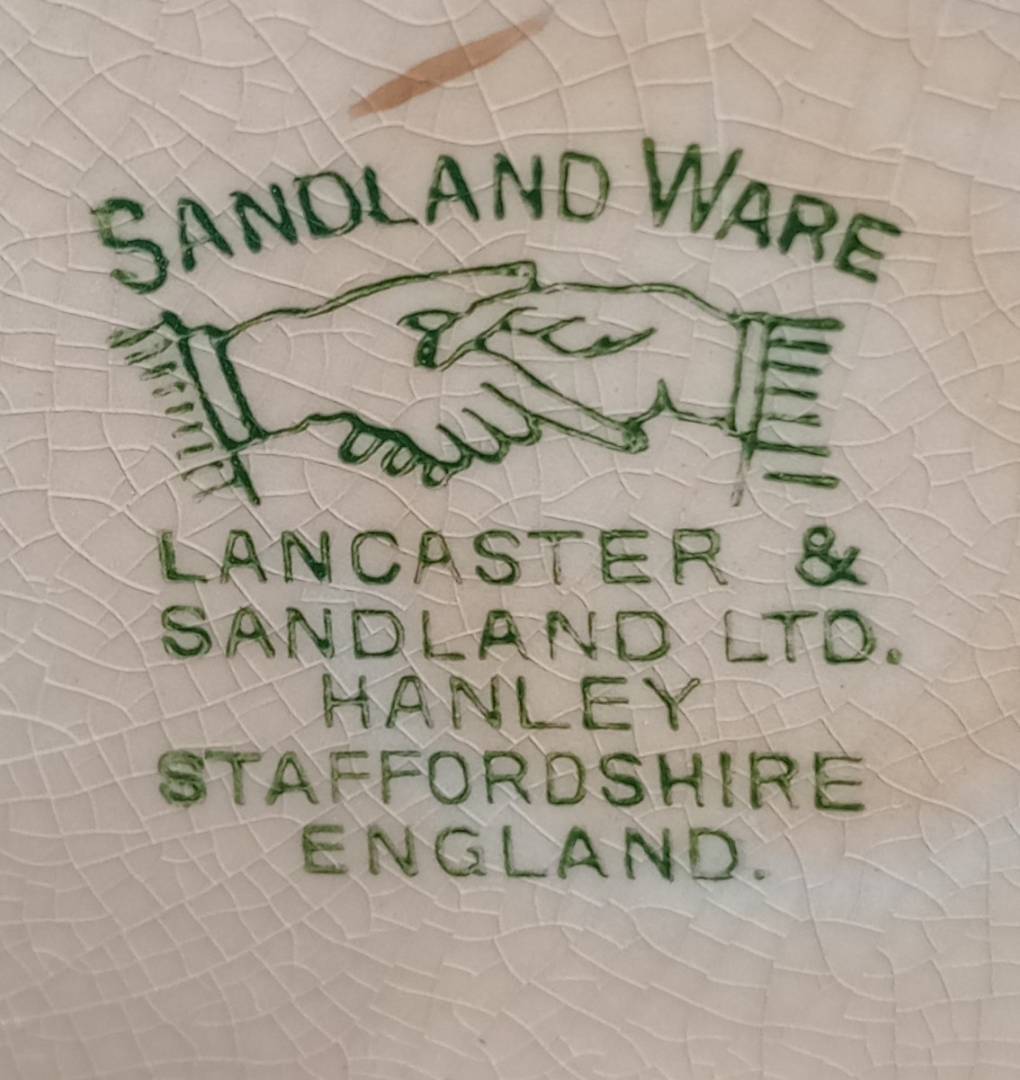 SANDLAND WARE
LANCASTER &
SANDLAND LTD.
HANLEY
STAFFORDSHIRE
ENGLAND.